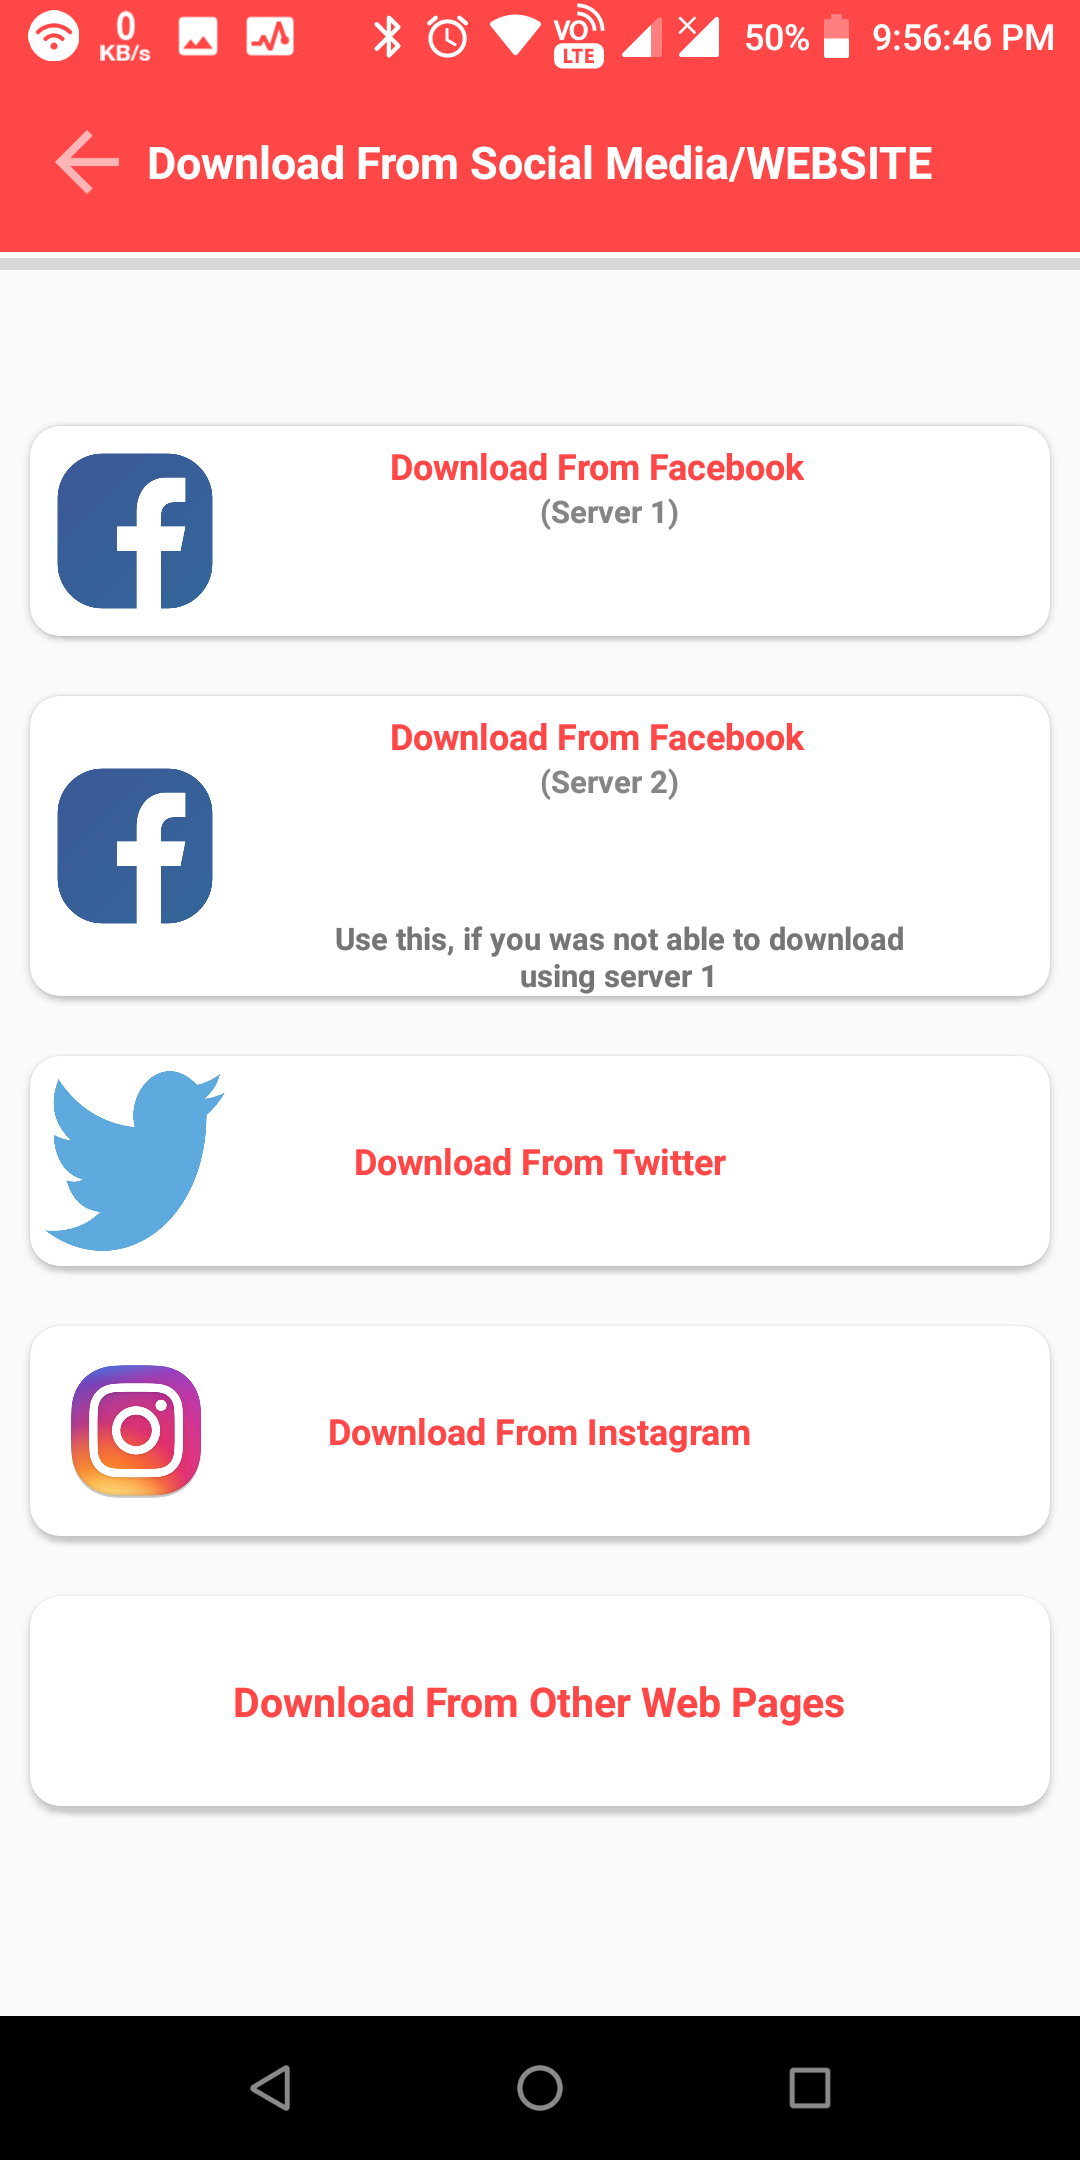 0
KB/s
VO
LTE
50%
9:56:46 PM
Download From Social Media/WEBSITE
Download From Facebook
(Server 1)
Download From Facebook
(Server 2)
Use this, if you was not able to download
using server 1
Download From Twitter
Download From Instagram
Download From Other Web Pages